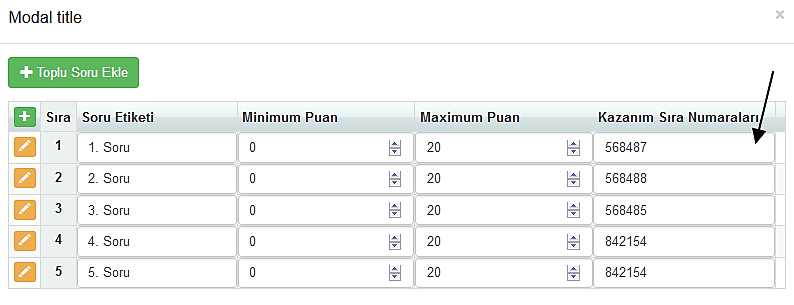 Modal title
×
+ Toplu Soru Ekle
+ Sıra Soru Etiketi Minimum Puan Maximum Puan Kazanım Sıra Numaraları
1 1. Soru 0 20 568487
2 2. Soru 0 20 568488
3 3. Soru 0 20 568485
4 4. Soru 0 20 842154
5 5. Soru 0 20 842154